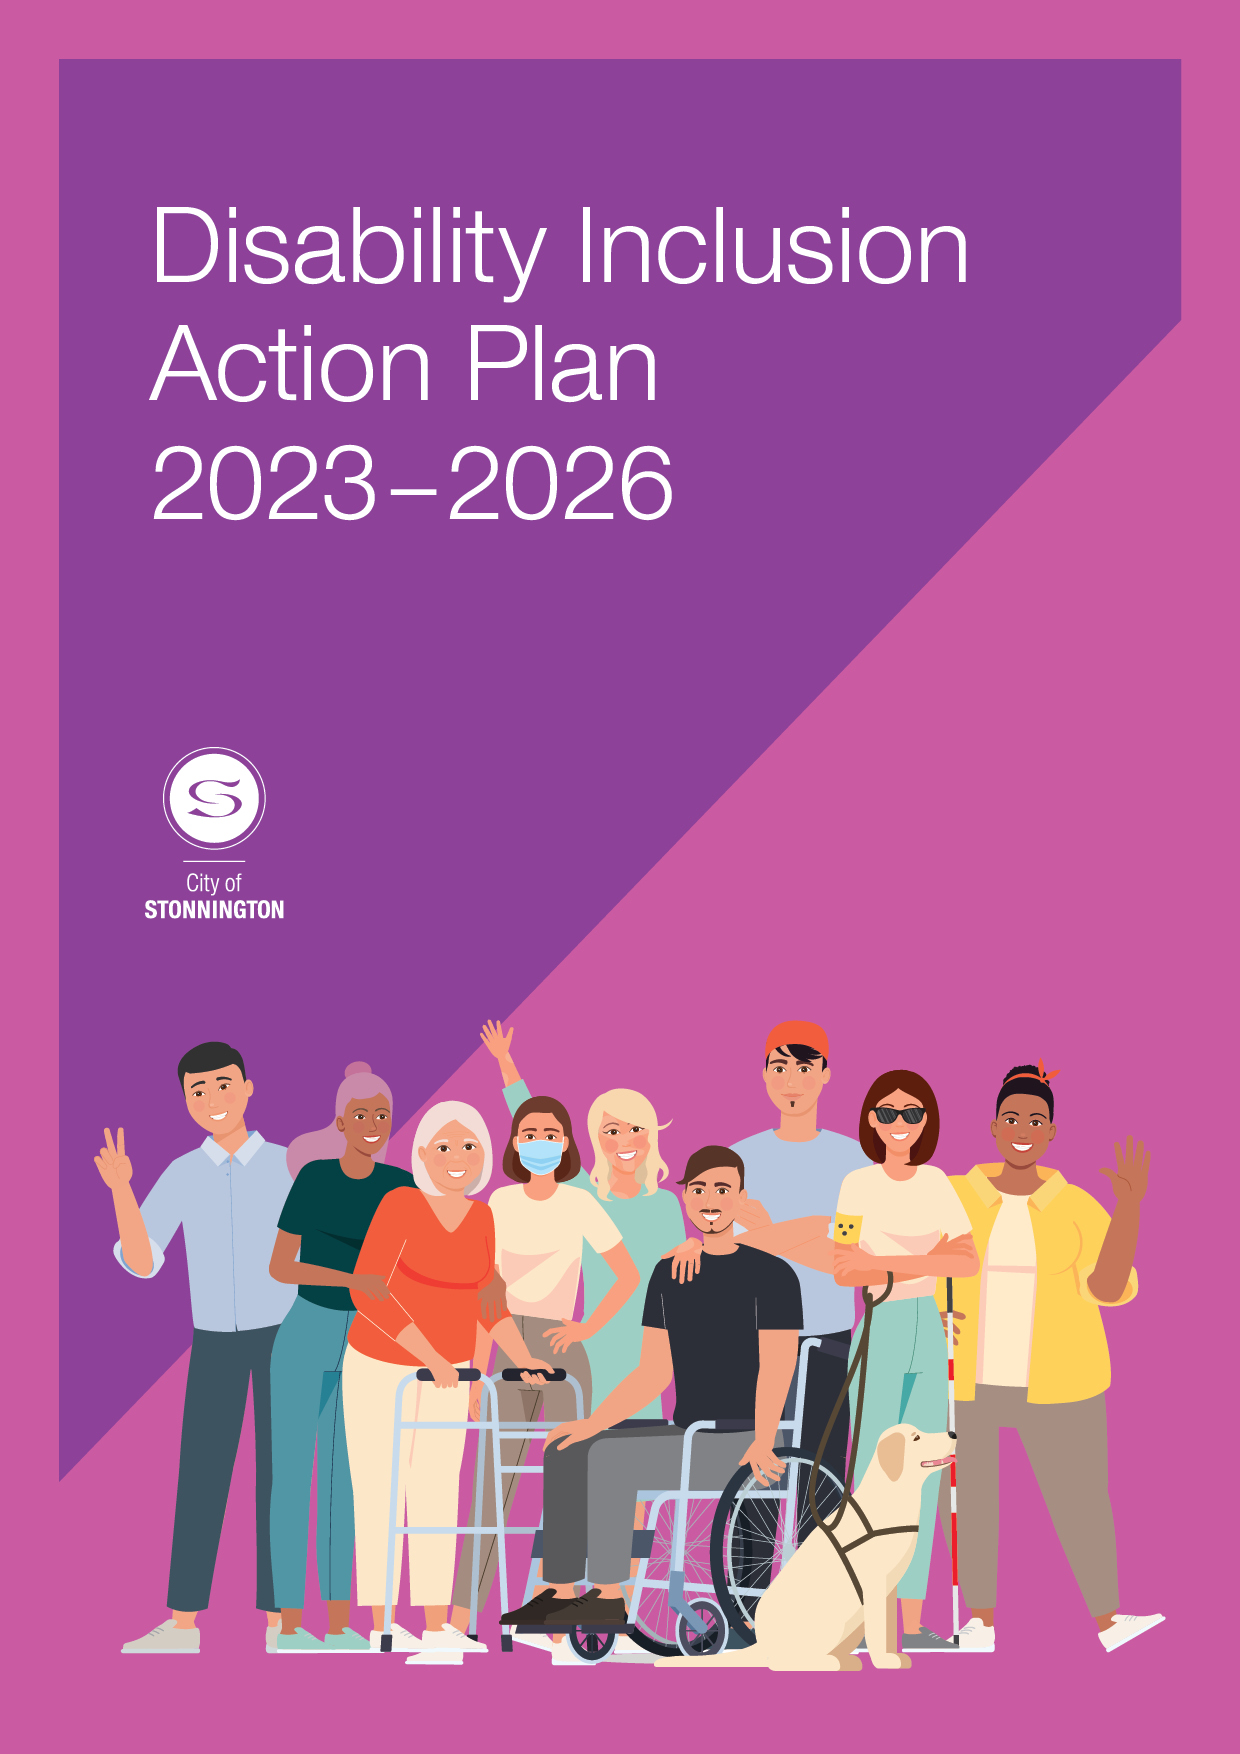 Disability Inclusion
Action Plan
2023–2026
S
City of
STONNINGTON